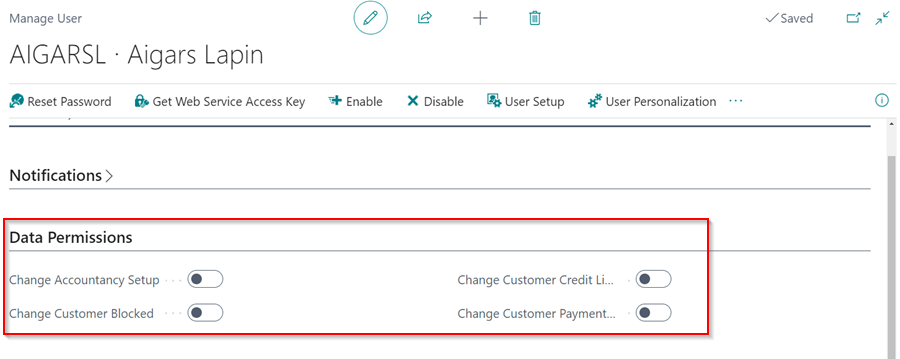 Manage User
Saved
AIGARSL · Aigars Lapin
Reset Password Get Web Service Access Key Enable Disable User Setup User Personalization ...
Notifications
Data Permissions
Change Accountancy Setup Change Customer Credit Li...
Change Customer Blocked Change Customer Payment...